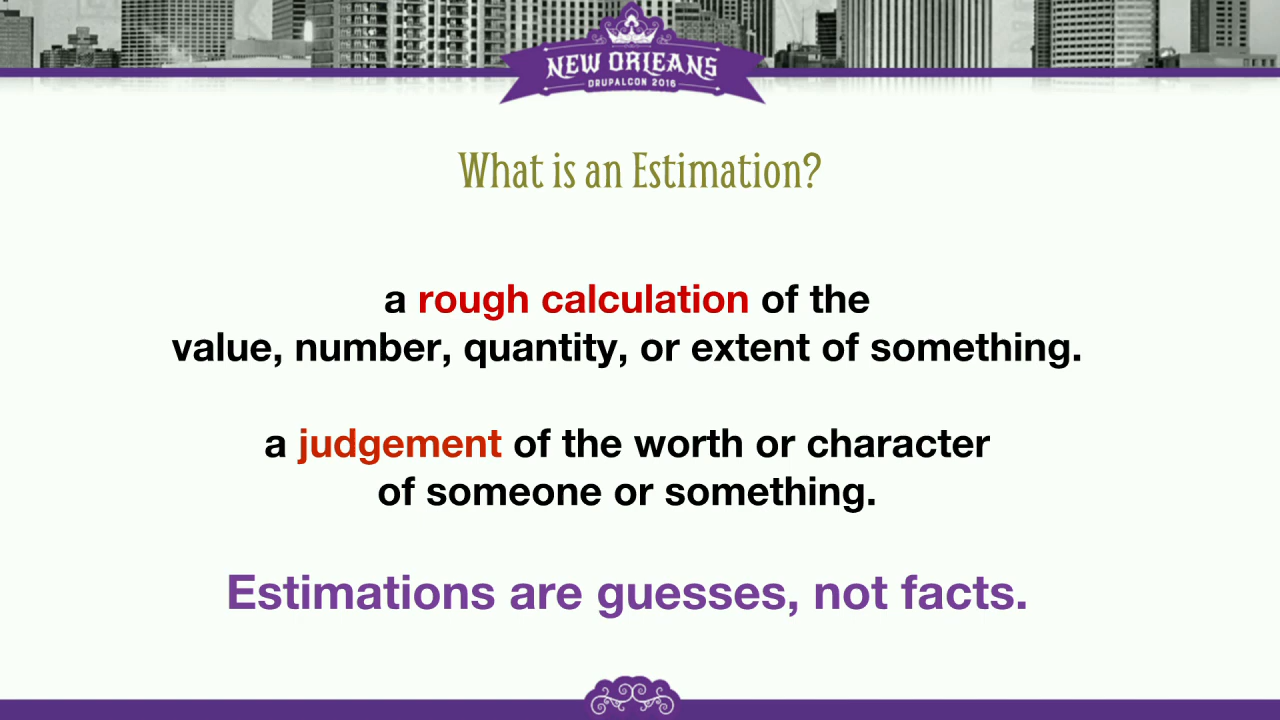 NEW ORLEANS
DRUPALCON 2016
What is an Estimation?
a rough calculation of the
value, number, quantity, or extent of something.
a judgement of the worth or character
of someone or something.
Estimations are guesses, not facts.